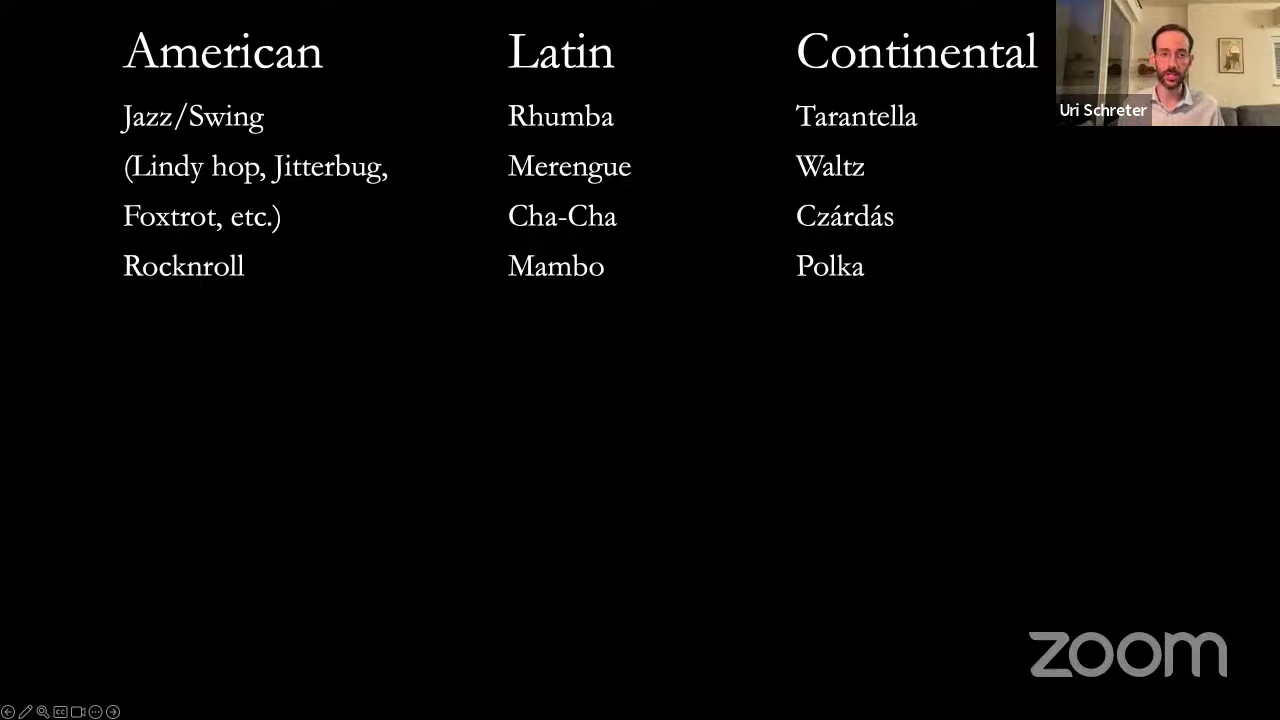 American
Jazz/Swing
(Lindy hop, Jitterbug,
Foxtrot, etc.)
Rocknroll
Latin
Rhumba
Merengue
Cha-Cha
Mambo
Continental
Tarantella
Waltz
Czárdás
Polka
Uri Schreter
zoom